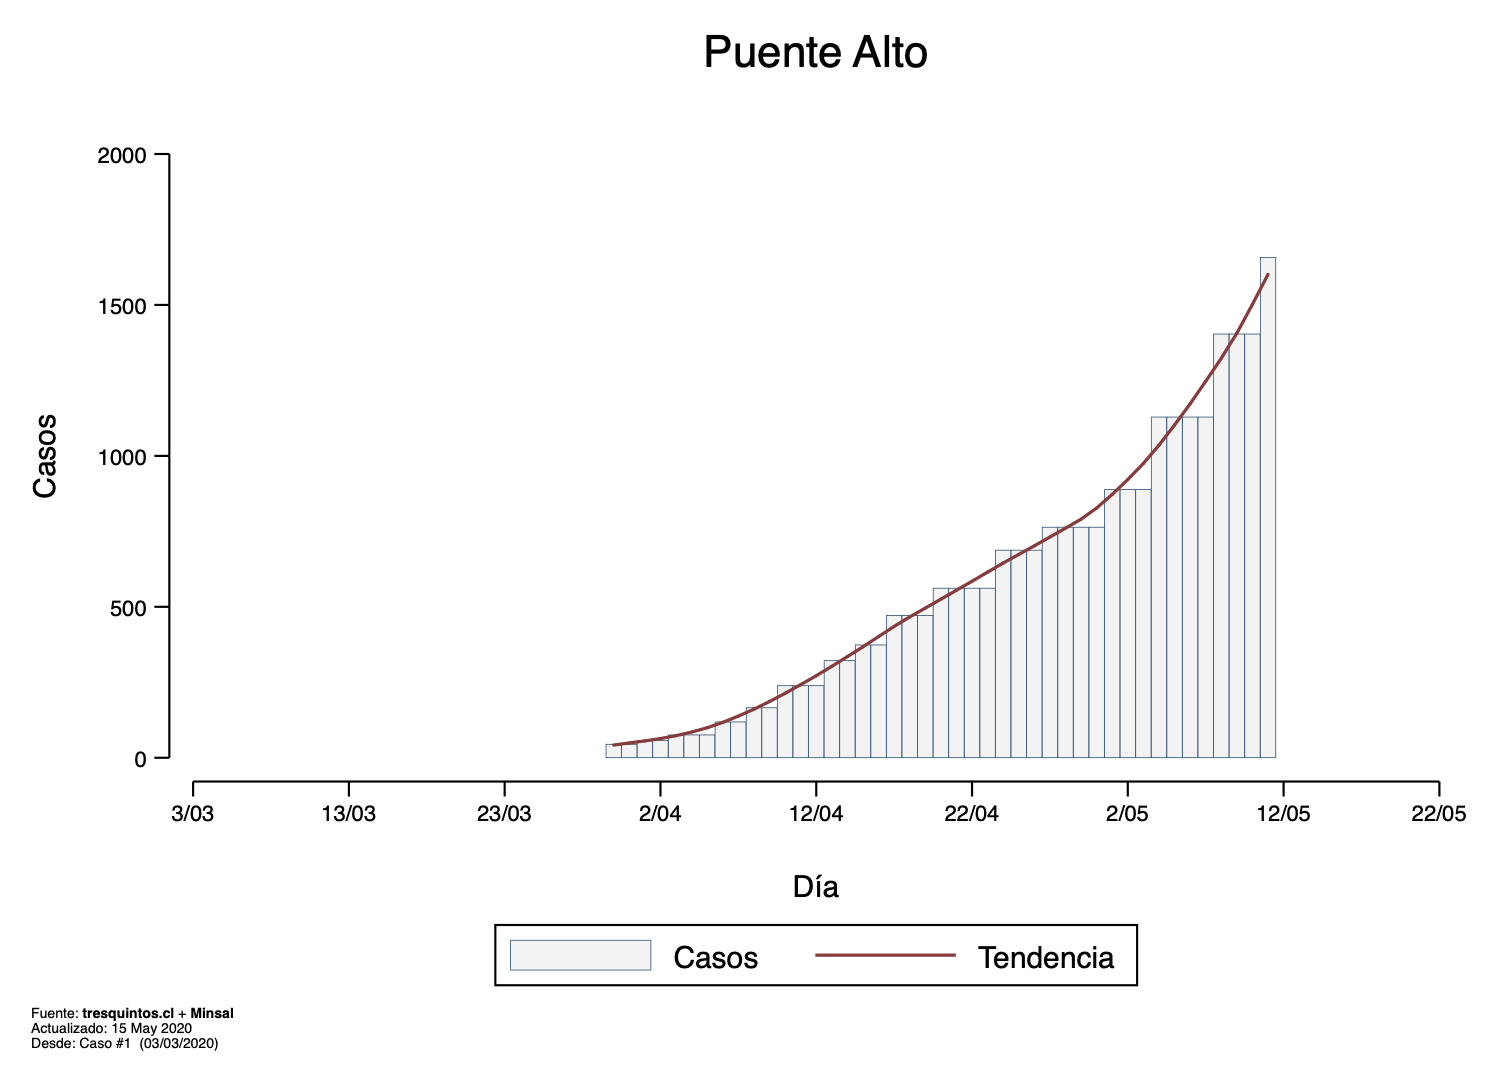 Puente Alto
2000
1500
1000
500
0
Casos
3/03 13/03 23/03 2/04 12/04 22/04 2/05 12/05 22/05
Día
Casos Tendencia
Fuente: tresquintos.cl + Minsal
Actualizado: 15 May 2020
Desde: Caso #1 (03/03/2020)